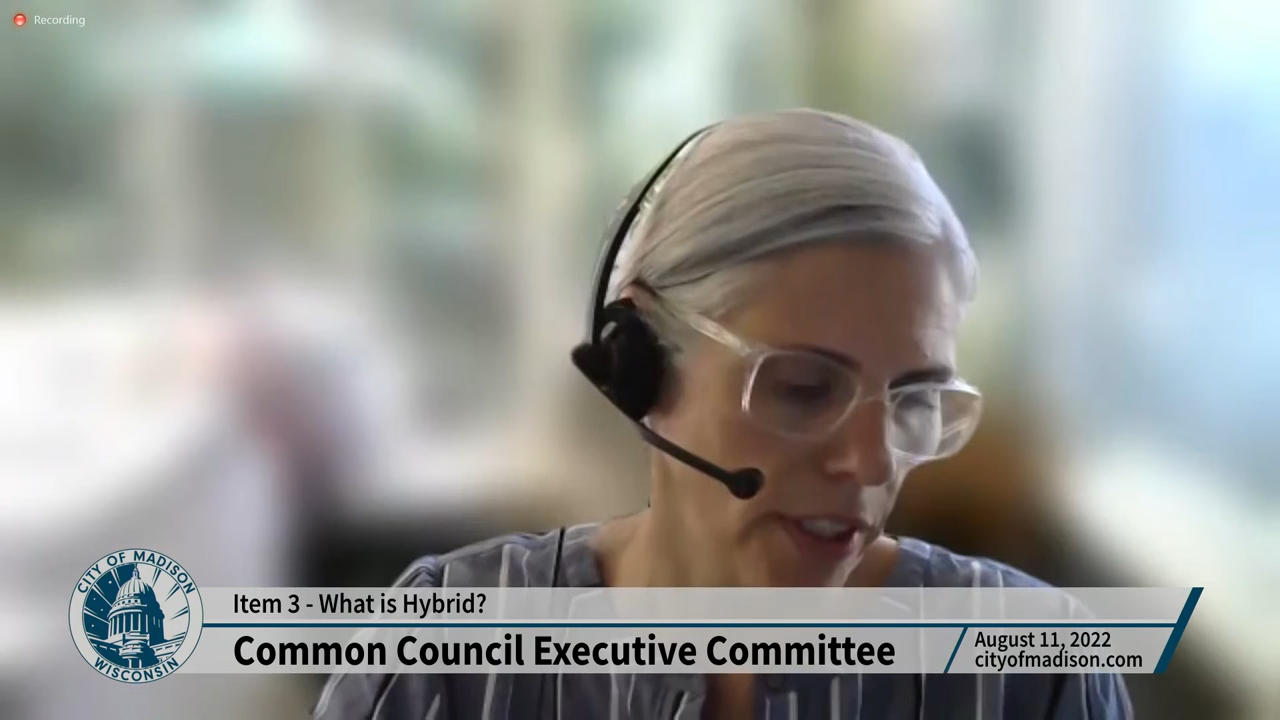 Recording
CITY OF MADISON
WISCONSIN
Item 3 - What is Hybrid?
Common Council Executive Committee
August 11, 2022
cityofmadison.com